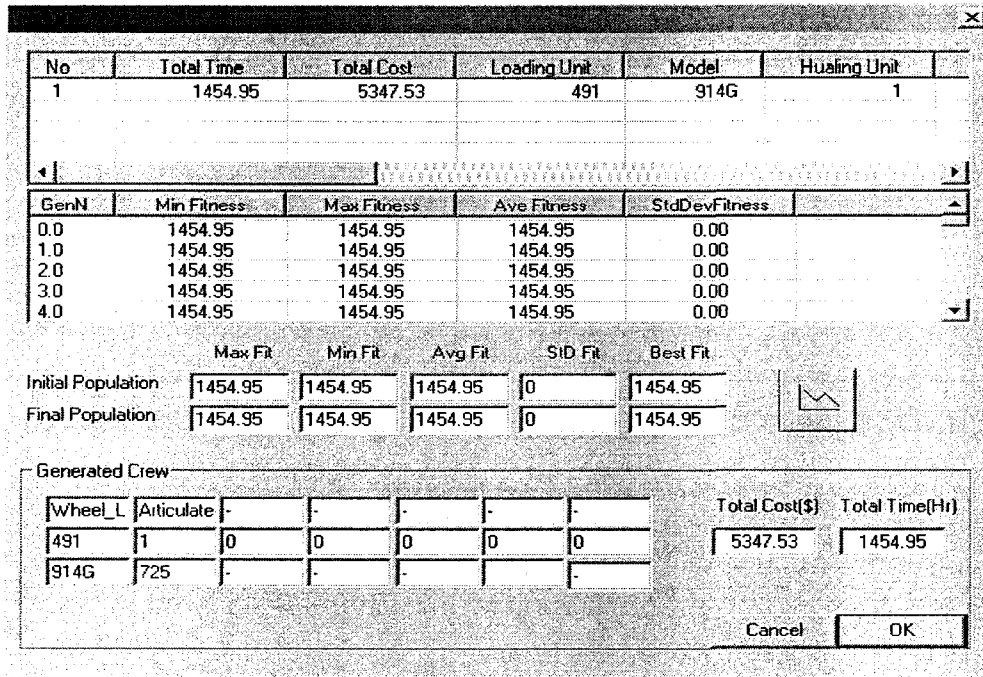 No Total Time Total Cost Loading Unit Model Hualing Unit
1 1454.95 5347.53 491 914G 1
GenN Min Fitness Max Fitness Ave Fitness StdDevFitness
0.0 1454.95 1454.95 1454.95 0.00
1.0 1454.95 1454.95 1454.95 0.00
2.0 1454.95 1454.95 1454.95 0.00
3.0 1454.95 1454.95 1454.95 0.00
4.0 1454.95 1454.95 1454.95 0.00
Max Fit Min Fit Avg Fit StD Fit Best Fit
Initial Population 1454.95 1454.95 1454.95 0 1454.95
Final Population 1454.95 1454.95 1454.95 0 1454.95
Generated Crew
Wheel_L Articulate - - - - - Total Cost($) Total Time(Hr)
491 1 0 0 0 0 0 5347.53 1454.95
914G 725 - - - -
Cancel OK